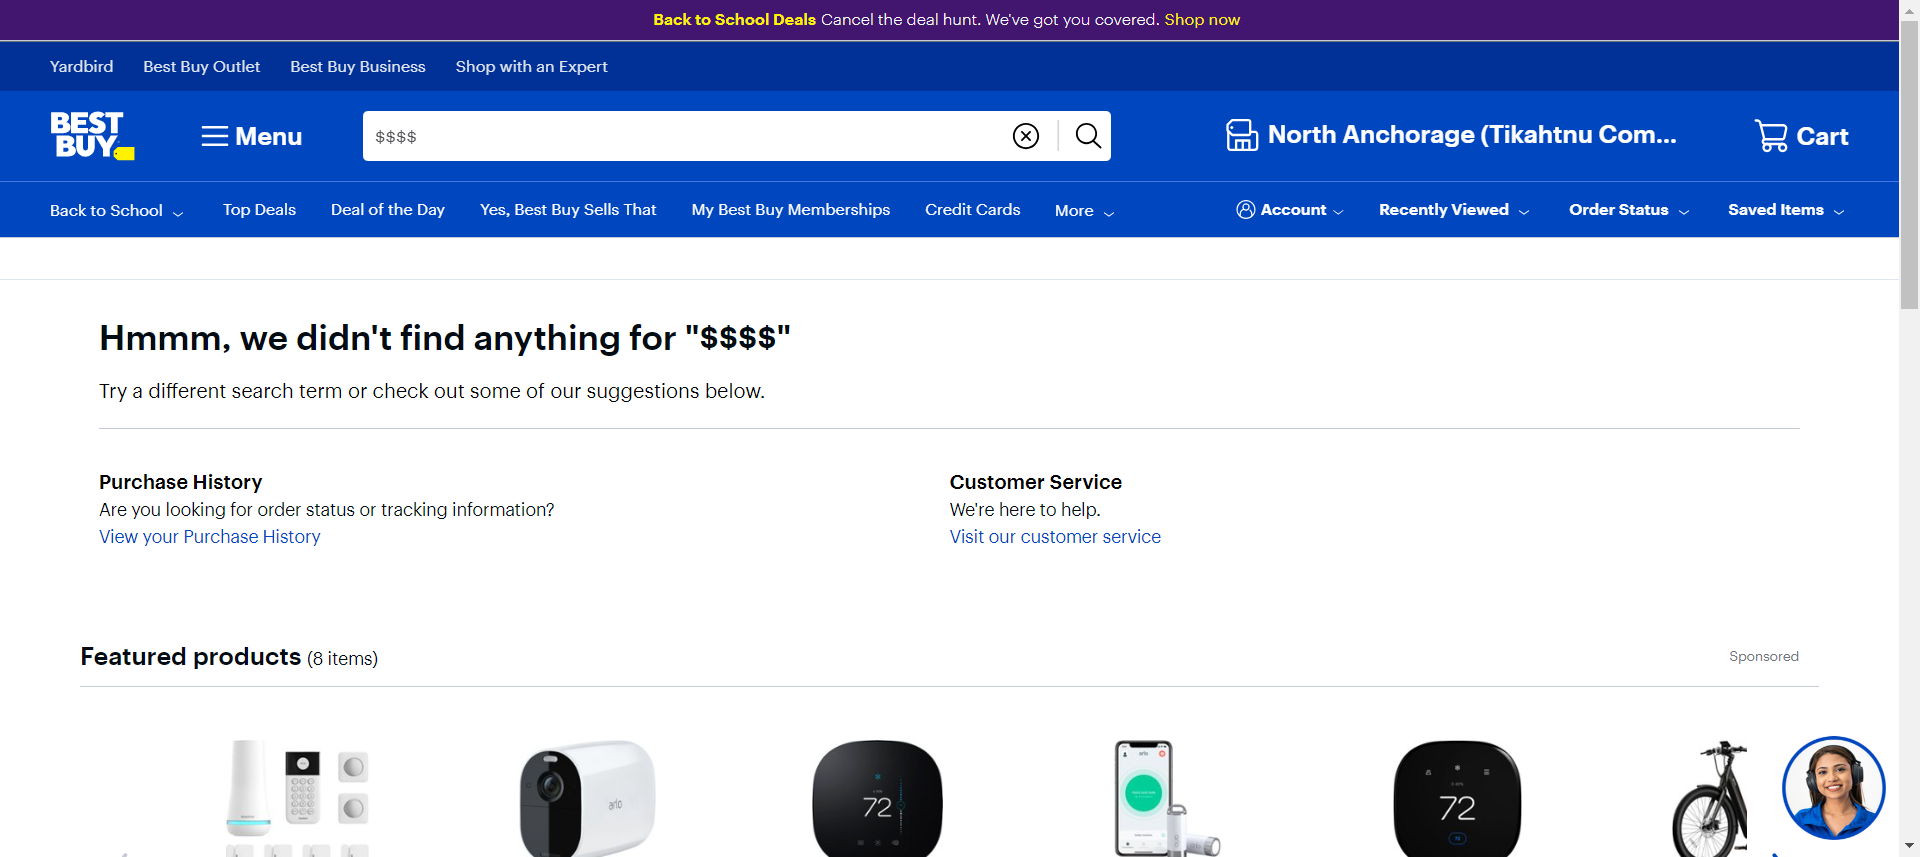 Back to School Deals Cancel the deal hunt. We've got you covered. Shop now
Yardbird Best Buy Outlet Best Buy Business Shop with an Expert
BEST
BUY
Menu
$$$$
North Anchorage (Tikahtnu Com...
Cart
Back to School Top Deals Deal of the Day Yes, Best Buy Sells That My Best Buy Memberships Credit Cards More Account Recently Viewed Order Status Saved Items
Hmmm, we didn't find anything for "$$$$"
Try a different search term or check out some of our suggestions below.
Purchase History
Are you looking for order status or tracking information?
View your Purchase History
Customer Service
We're here to help.
Visit our customer service
Featured products (8 items)
Sponsored
arlo
72
arlo
72